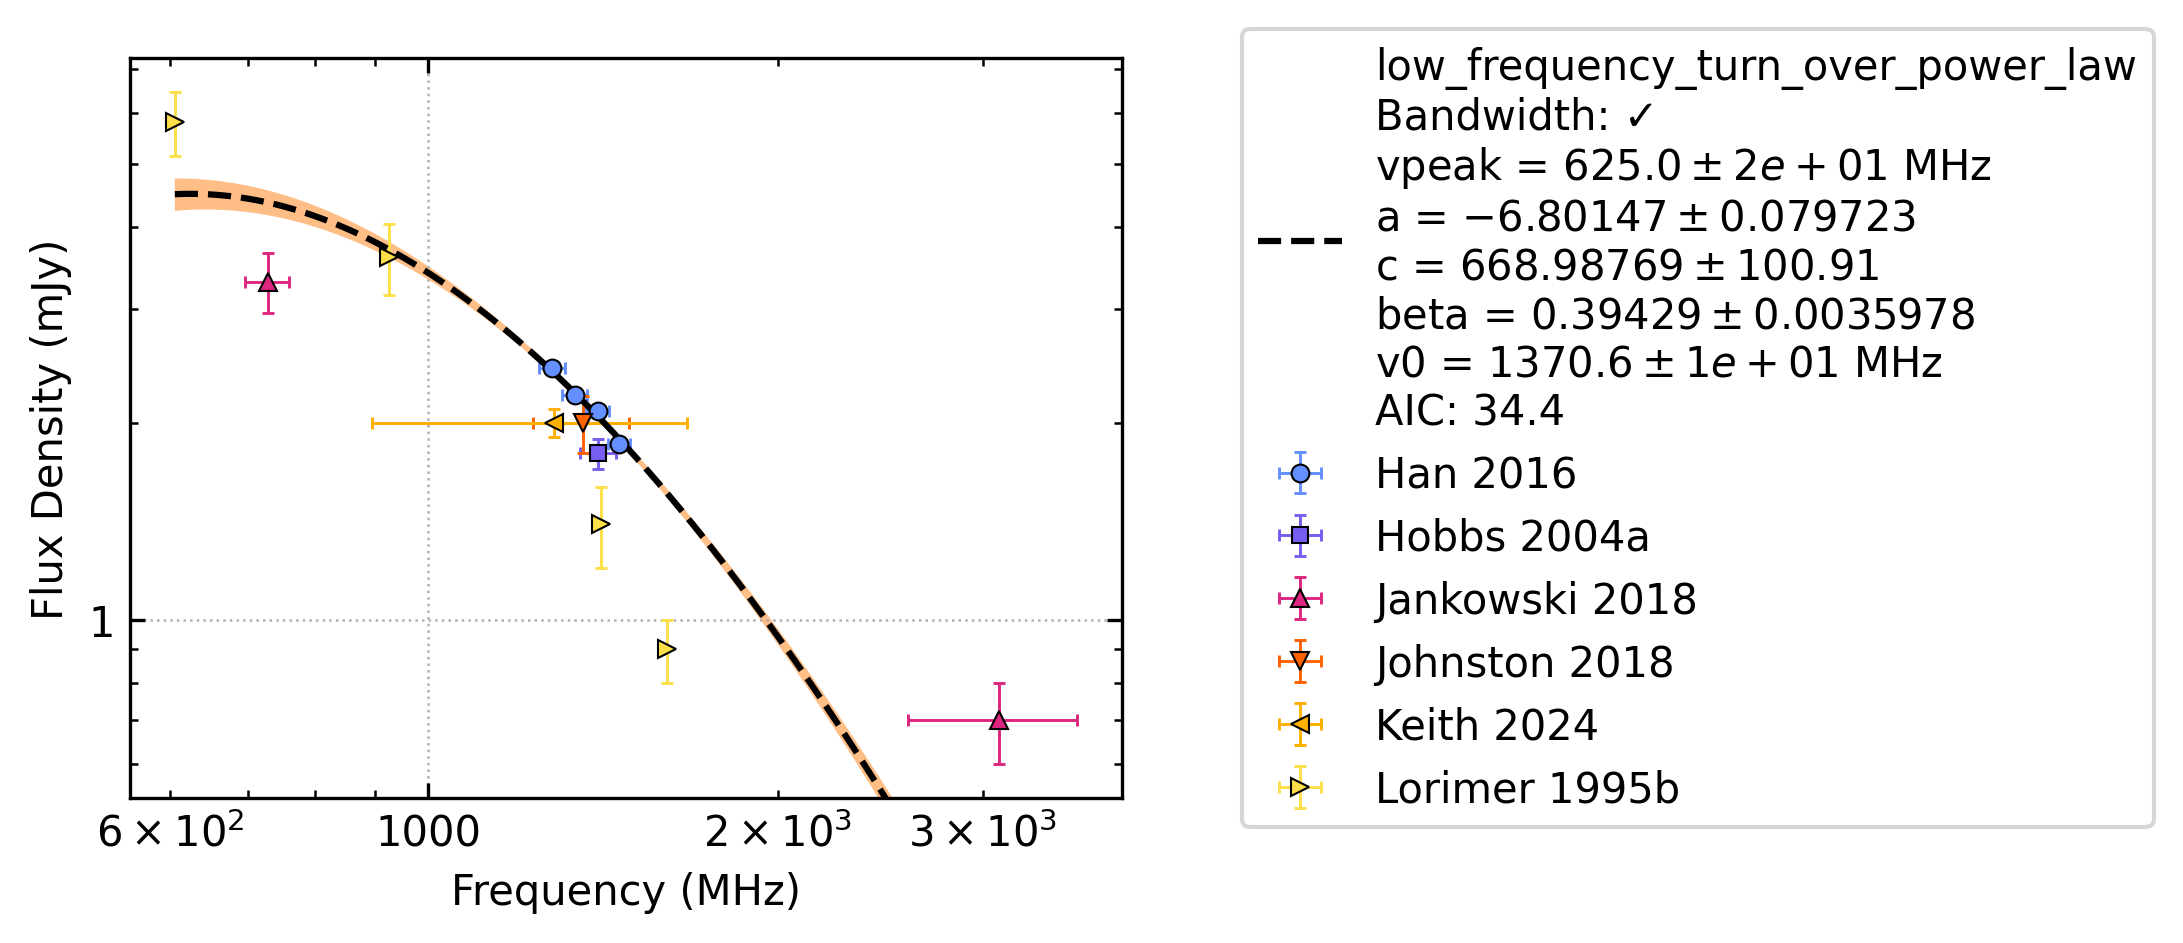 Flux Density (mJy)
1
6 × 10²
1000
2 × 10³
3 × 10³
Frequency (MHz)
low_frequency_turn_over_power_law
Bandwidth: ✓
vpeak = 625.0 ± 2e + 01 MHz
a = −6.80147 ± 0.079723
c = 668.98769 ± 100.91
beta = 0.39429 ± 0.0035978
v0 = 1370.6 ± 1e + 01 MHz
AIC: 34.4
Han 2016
Hobbs 2004a
Jankowski 2018
Johnston 2018
Keith 2024
Lorimer 1995b